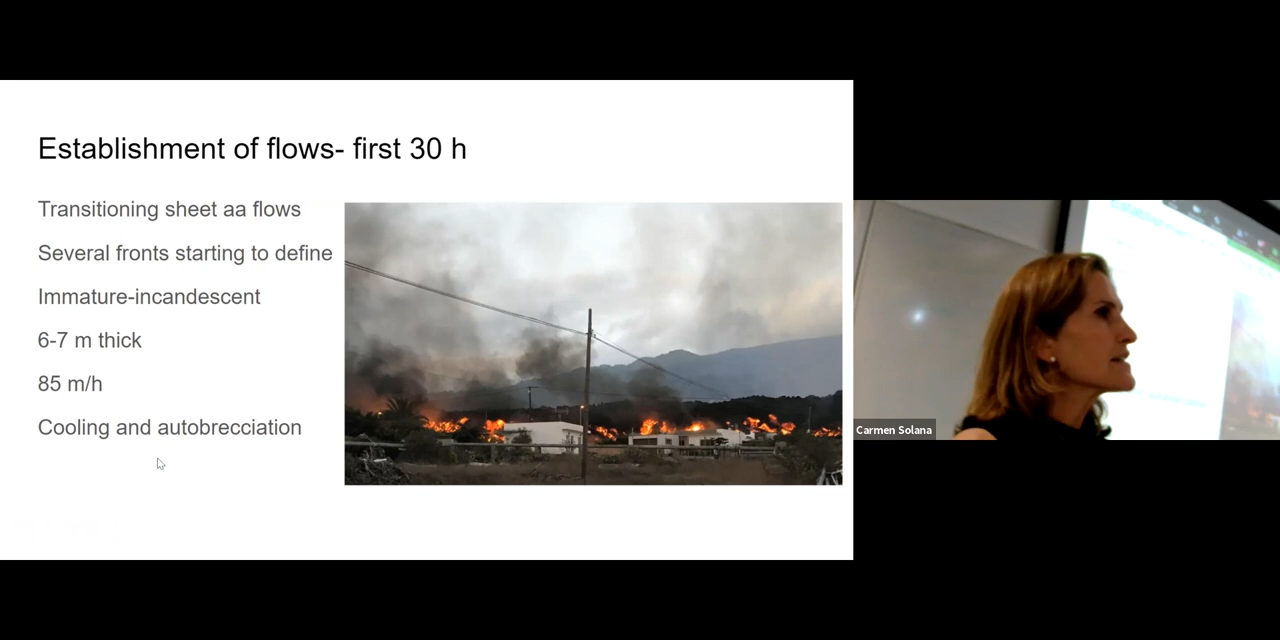 Establishment of flows- first 30 h
Transitioning sheet aa flows
Several fronts starting to define
Immature-incandescent
6-7 m thick
85 m/h
Cooling and autobrecciation
Carmen Solana